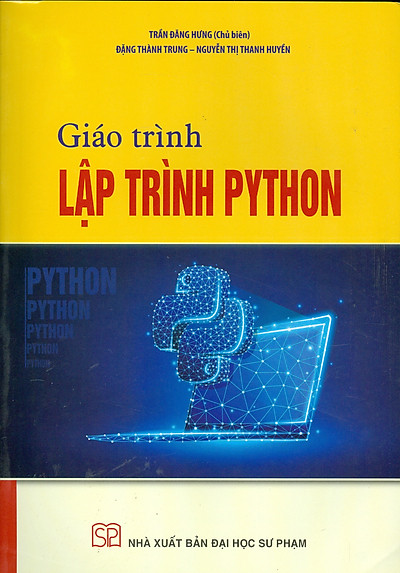 TRẦN ĐĂNG HƯNG (Chủ biên)
ĐẶNG THÀNH TRUNG – NGUYỄN THỊ THANH HUYỀN
Giáo trình
LẬP TRÌNH PYTHON
PYTHON
PYTHON
PYTHON
PYTHON
PYTHON
SP
NHÀ XUẤT BẢN ĐẠI HỌC SƯ PHẠM